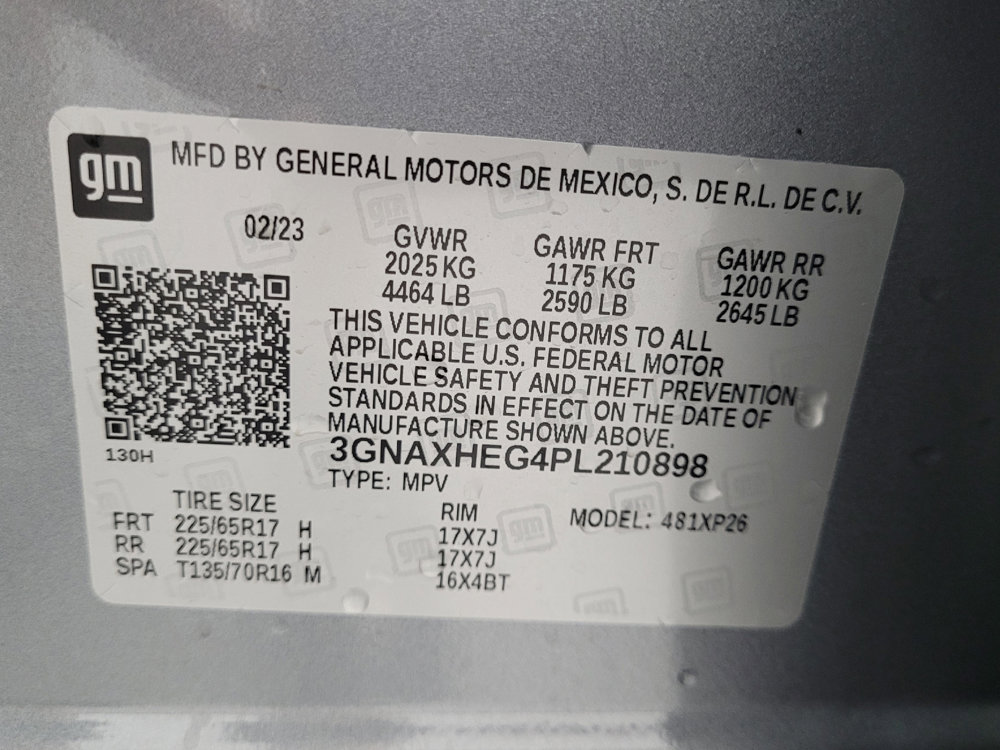 gm
MFD BY GENERAL MOTORS DE MEXICO, S. DE R.L. DE C.V.
02/23
GVWR GAWR FRT GAWR RR
2025 KG 1175 KG 1200 KG
4464 LB 2590 LB 2645 LB
THIS VEHICLE CONFORMS TO ALL
APPLICABLE U.S. FEDERAL MOTOR
VEHICLE SAFETY AND THEFT PREVENTION
STANDARDS IN EFFECT ON THE DATE OF
MANUFACTURE SHOWN ABOVE.
3GNAXHEG4PL210898
130H
TYPE: MPV
TIRE SIZE RIM MODEL: 481XP26
FRT 225/65R17 H 17X7J
RR 225/65R17 H 17X7J
SPA T135/70R16 M 16X4BT